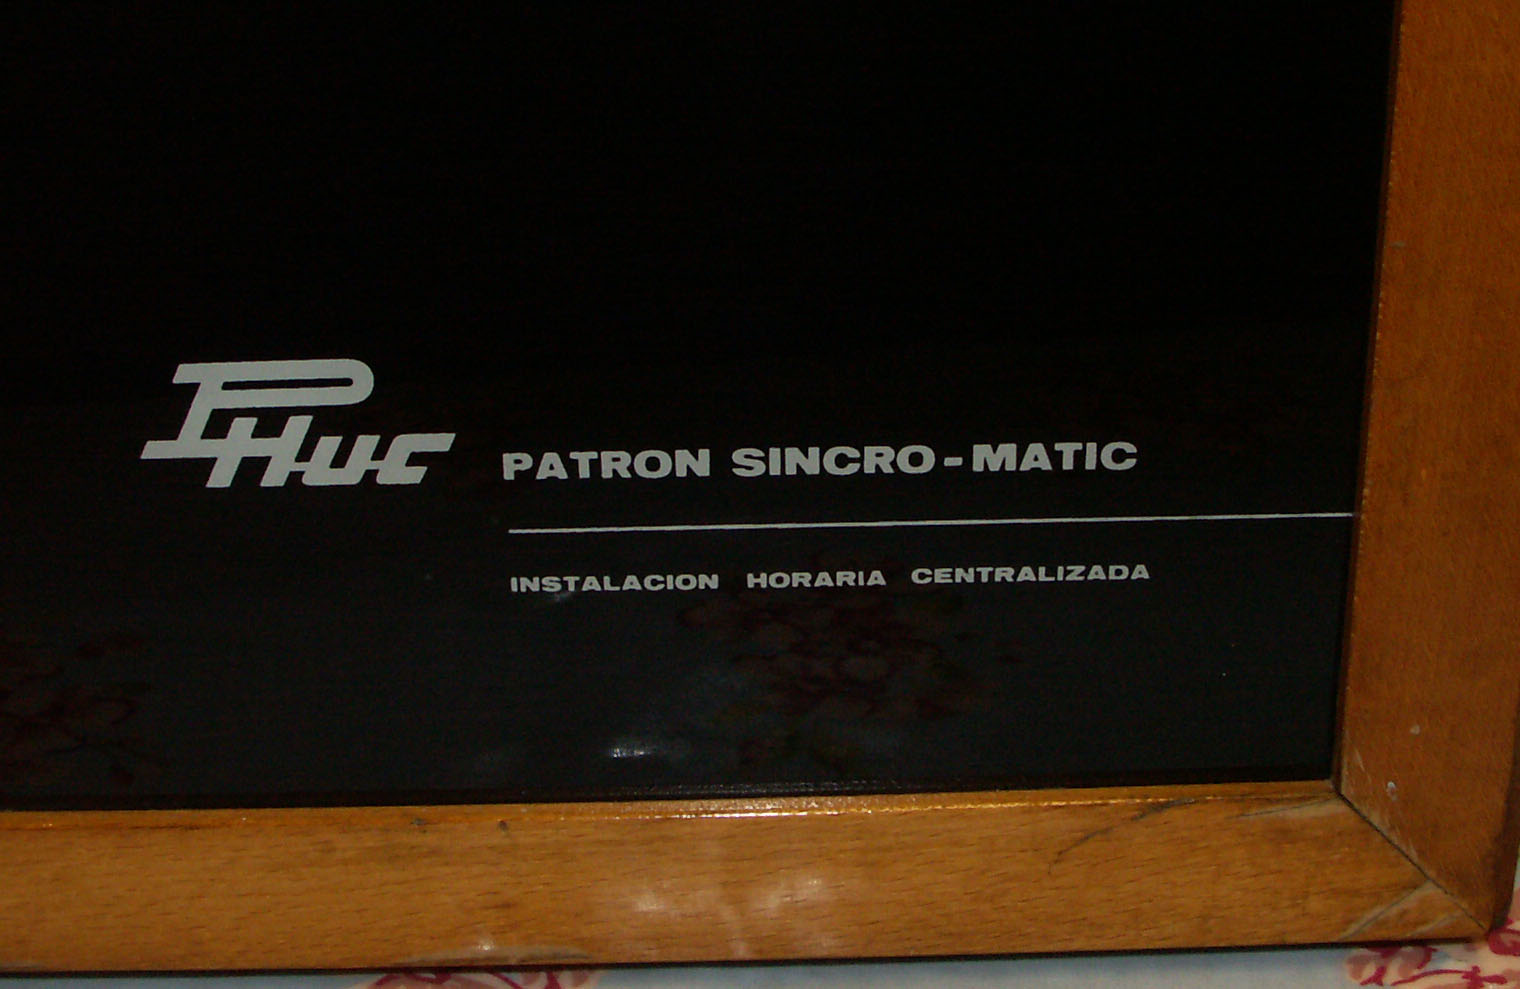 PHUC
PATRON SINCRO-MATIC
INSTALACION HORARIA CENTRALIZADA